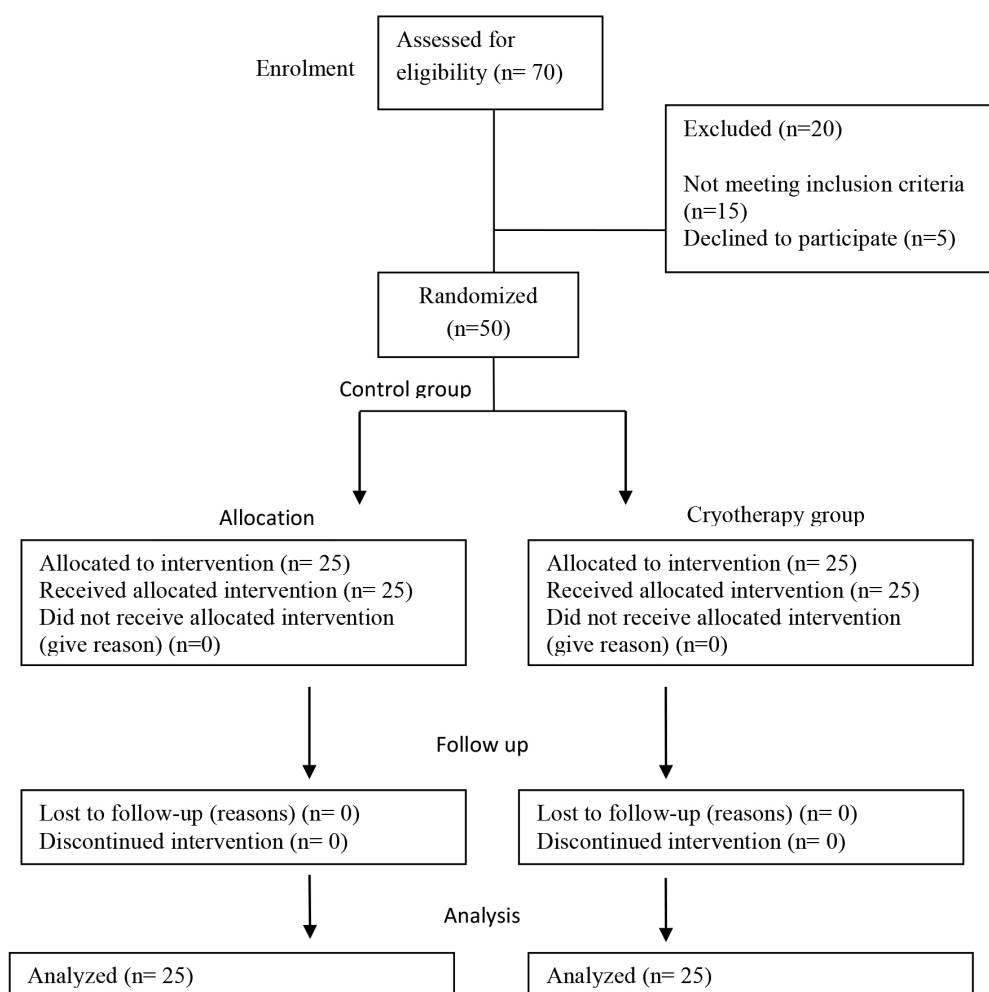 Assessed for
eligibility (n= 70)
Enrolment
Excluded (n=20)
Not meeting inclusion criteria
(n=15)
Declined to participate (n=5)
Randomized
(n=50)
Control group
Allocation
Cryotherapy group
Allocated to intervention (n= 25)
Received allocated intervention (n= 25)
Did not receive allocated intervention
(give reason) (n=0)
Allocated to intervention (n= 25)
Received allocated intervention (n= 25)
Did not receive allocated intervention
(give reason) (n=0)
Follow up
Lost to follow-up (reasons) (n= 0)
Discontinued intervention (n= 0)
Lost to follow-up (reasons) (n= 0)
Discontinued intervention (n= 0)
Analysis
Analyzed (n= 25)
Analyzed (n= 25)